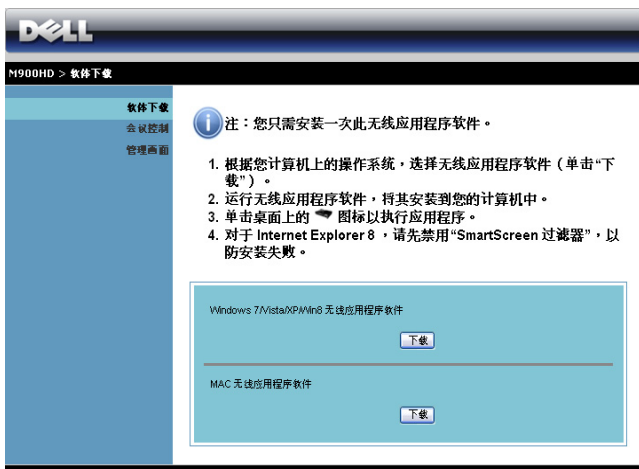 DELL
M900HD > 软体下载
软体下载
会议控制
管理画面
注：您只需安装一次此无线应用程序软件。
1. 根据您计算机上的操作系统，选择无线应用程序软件（单击“下
载”）。
2. 运行无线应用程序软件，将其安装到您的计算机中。
3. 单击桌面上的 图标以执行应用程序。
4. 对于 Internet Explorer 8 ，请先禁用“SmartScreen 过滤器”，以
防安装失败。
Windows 7/Vista/XP/Win8 无线应用程序软件
下载
MAC 无线应用程序软件
下载